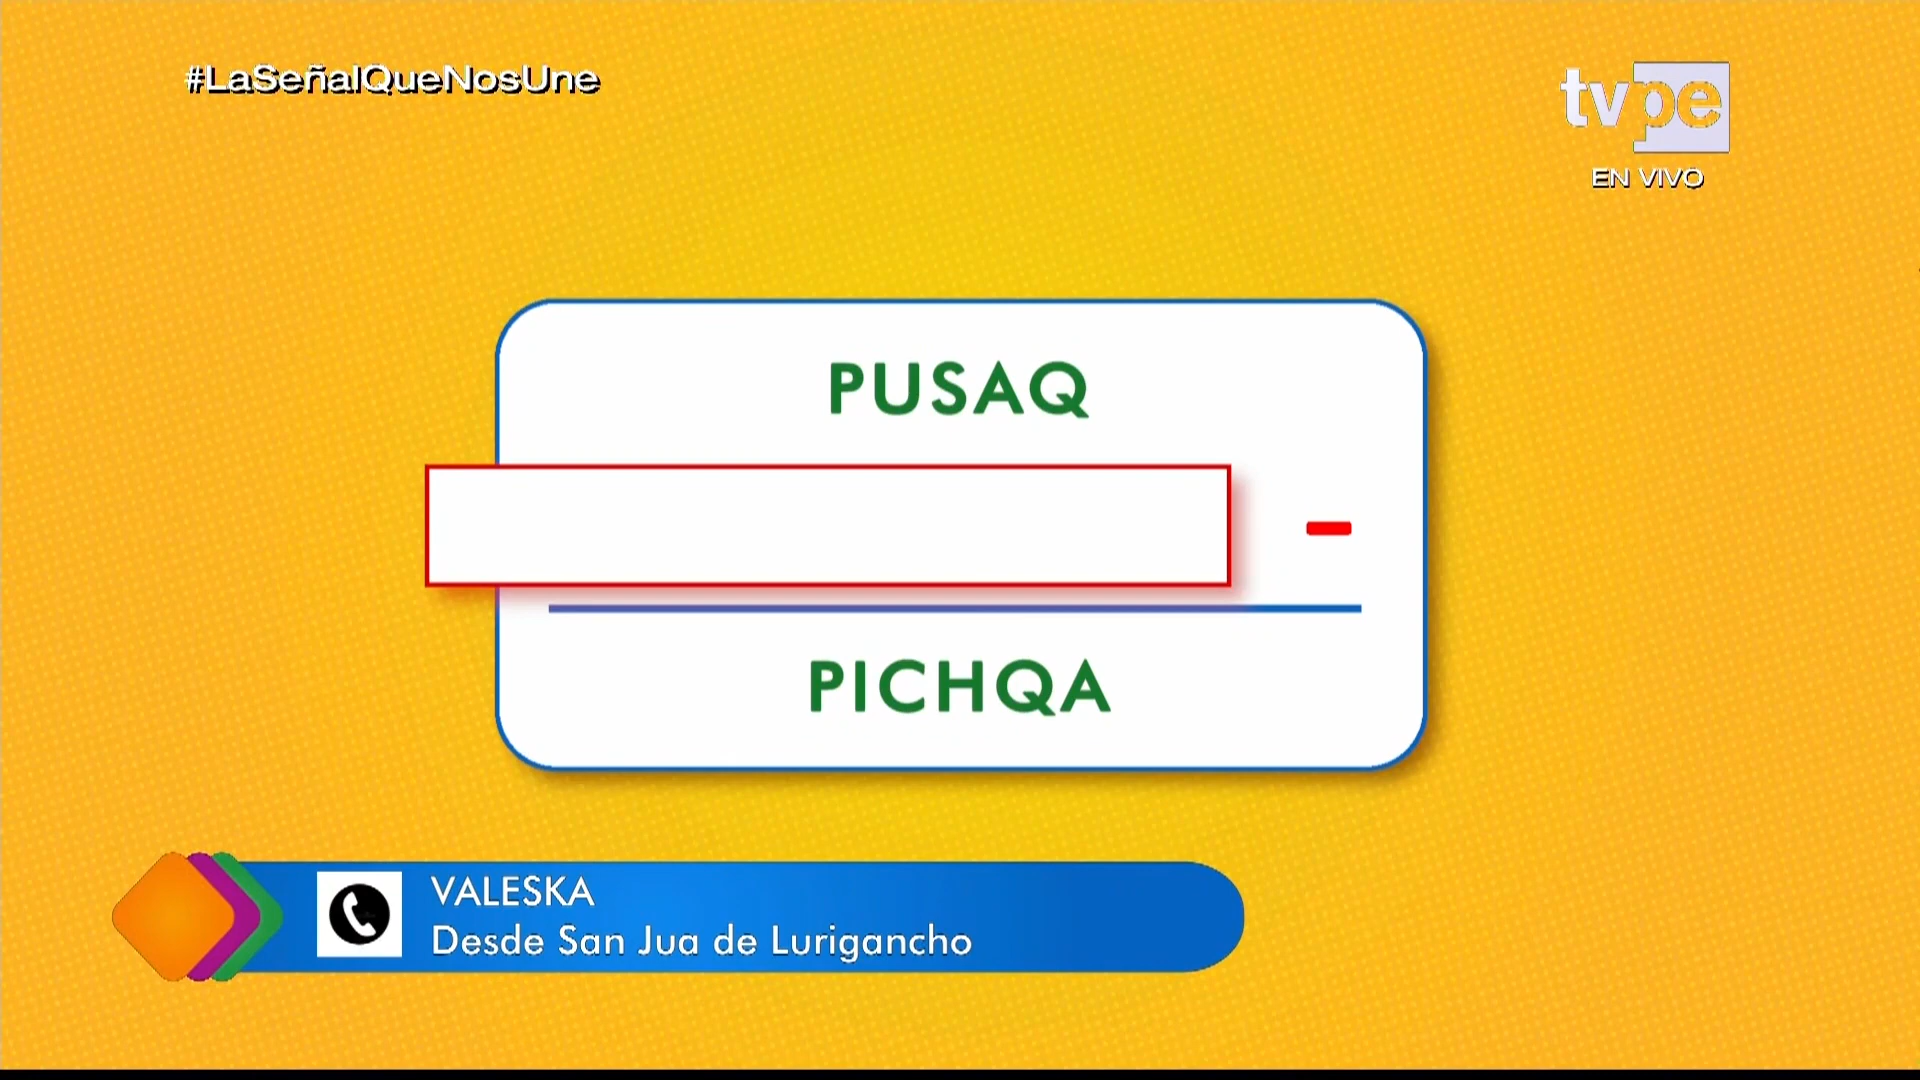 #LaSeñalQueNosUne
tvpe
EN VIVO
PUSAQ
-
PICHQA
VALESKA
Desde San Jua de Lurigancho